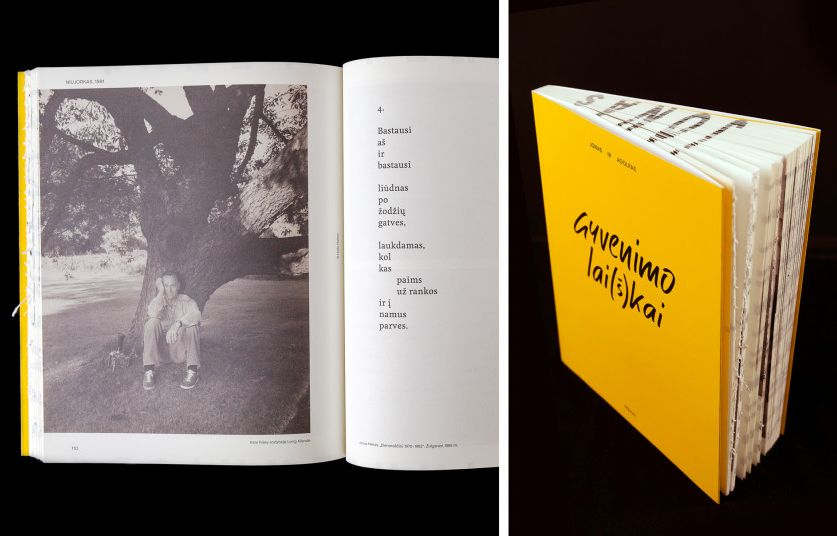 NIUJORKAS, 1981
4.
Bastausi
aš
ir
bastausi
liūdnas
po
žodžių
gatves,
laukdamas,
kol
kas
paims
už rankos
ir į
namus
parves.
110
JONAS IR ADOLFAS
Gyvenimo
lai(š)kai